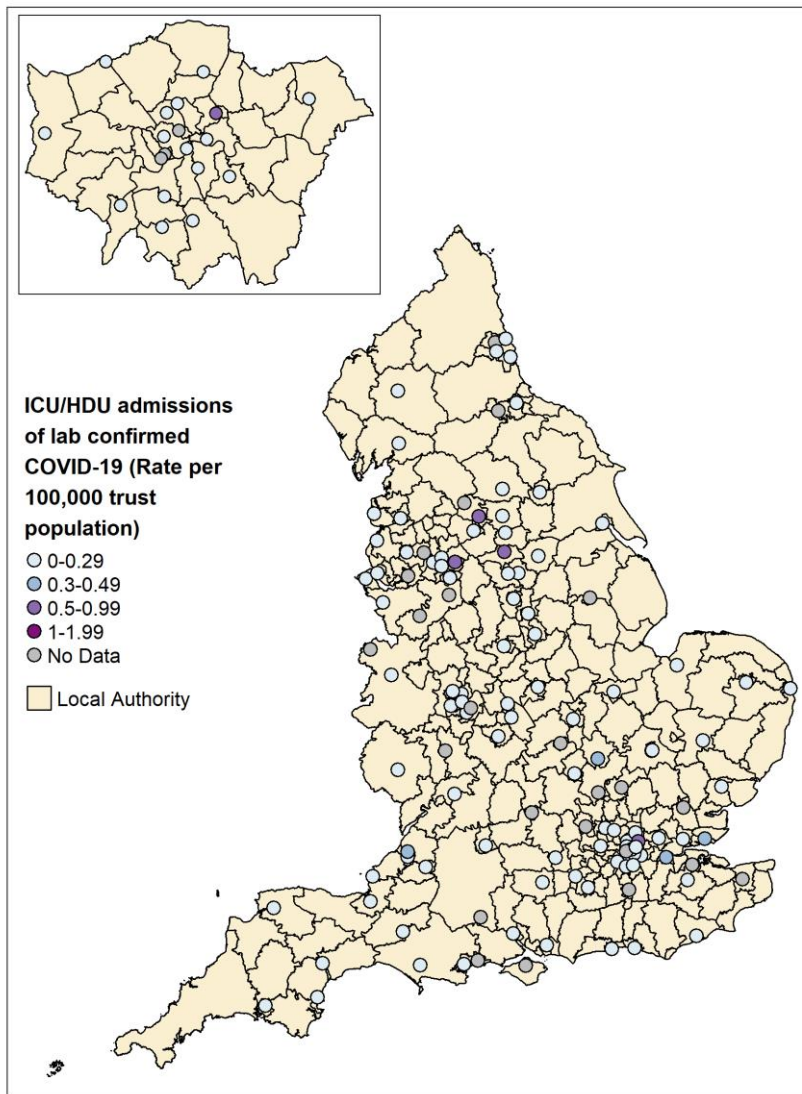 ICU/HDU admissions
of lab confirmed
COVID-19 (Rate per
100,000 trust
population)
0-0.29
0.3-0.49
0.5-0.99
1-1.99
No Data
Local Authority